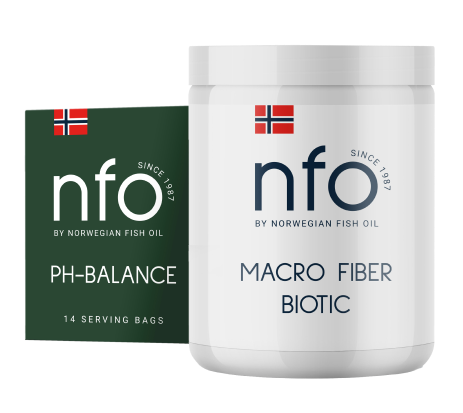 nfo
SINCE 1987
BY NORWEGIAN FISH OIL
PH-BALANCE
14 SERVING BAGS
nfo
SINCE 1987
BY NORWEGIAN FISH OIL
MACRO FIBER
BIOTIC